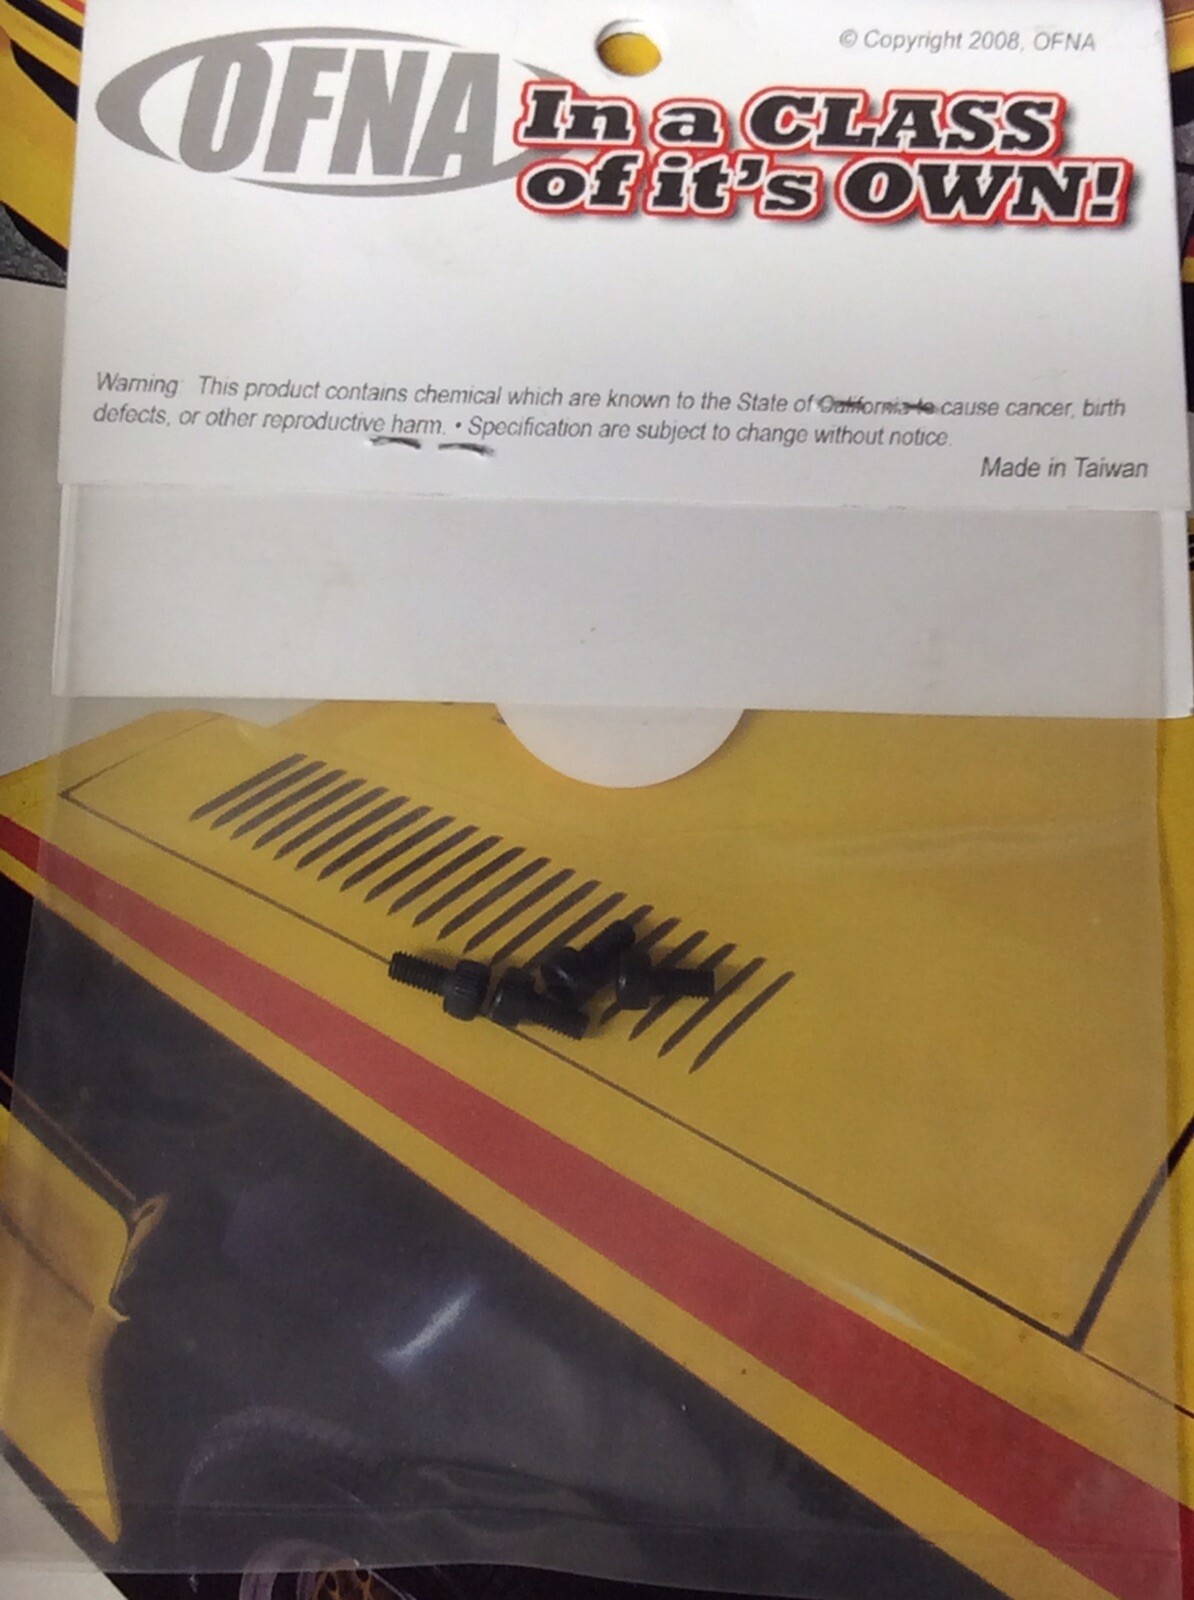 OFNA
© Copyright 2008, OFNA
In a CLASS
of it's OWN!
Warning: This product contains chemical which are known to the State of California to cause cancer, birth
defects, or other reproductive harm. • Specification are subject to change without notice.
Made in Taiwan